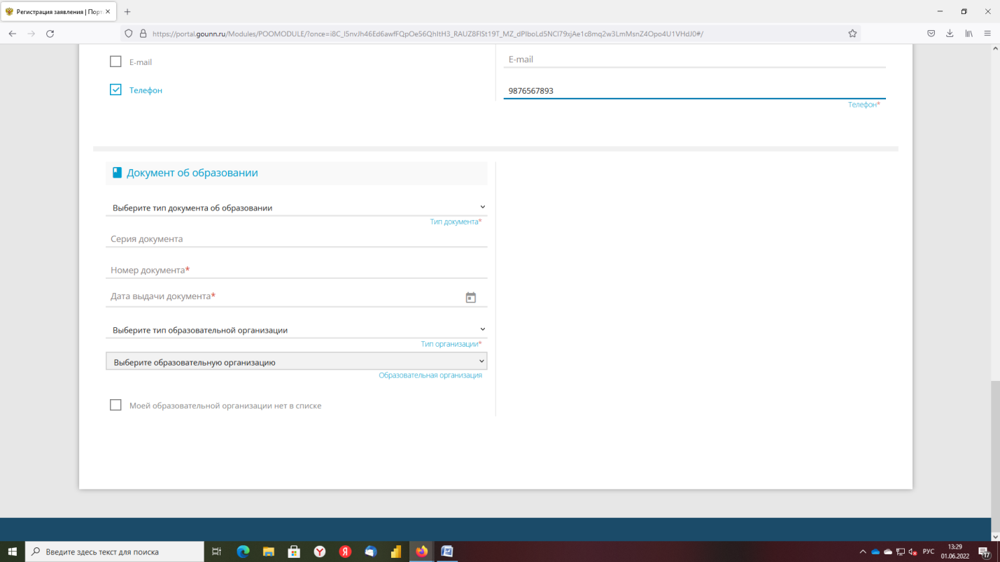 Регистрация заявления | Порт
https://portal.gounn.ru/Modules/POOMODULE/
E-mail
E-mail
Телефон
9876567893
Телефон*
Документ об образовании
Выберите тип документа об образовании
Тип документа*
Серия документа
Номер документа*
Дата выдачи документа*
Выберите тип образовательной организации
Тип организации*
Выберите образовательную организацию
Образовательная организация
Моей образовательной организации нет в списке
Введите здесь текст для поиска
РУС
13:29
01.06.2022
17